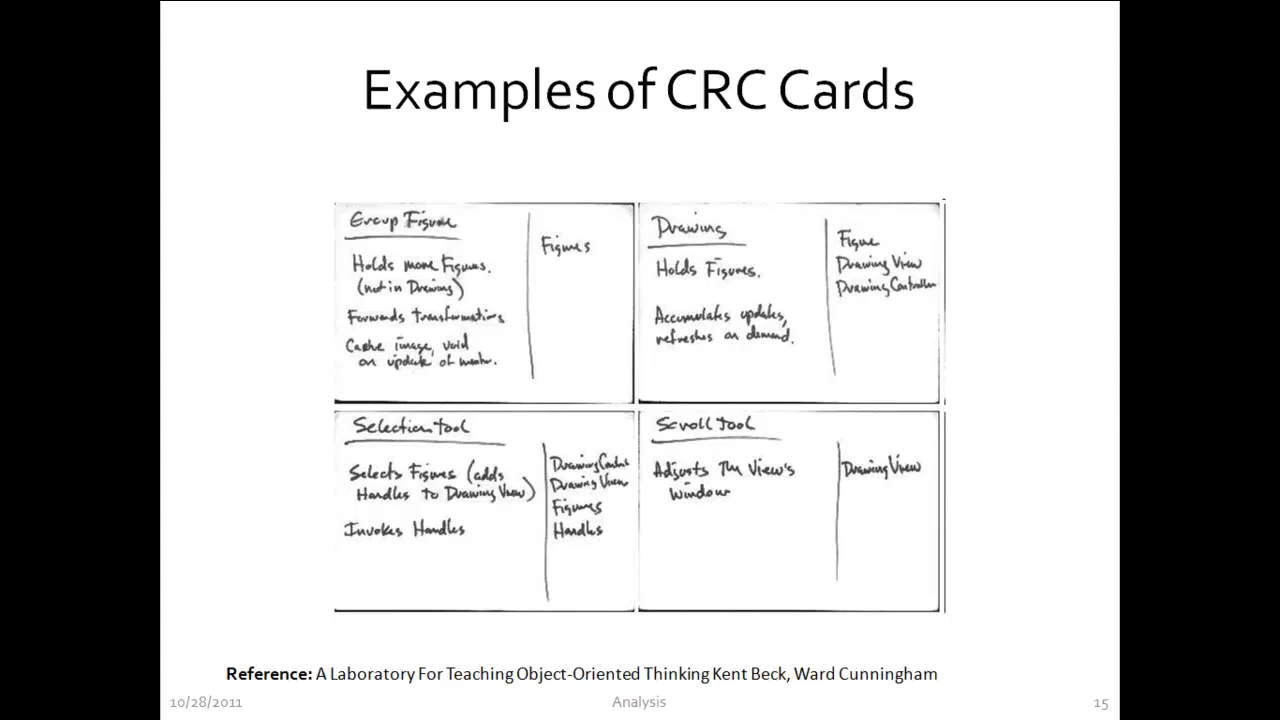 Examples of CRC Cards
Group Figure
Holds more Figures.
(not in Drawing)
Forwards transformations
Cache image, void
on update of member.
Figures
Drawing
Holds Figures.
Accumulates updates,
refreshes on demand.
Figure
Drawing View
Drawing Controller
Selection tool
Selects Figures (adds
Handles to Drawing View)
Invokes Handles
Drawing View
Figures
Handles
Scroll tool
Adjusts The View's
Window
Drawing View
Reference: A Laboratory For Teaching Object-Oriented Thinking Kent Beck, Ward Cunningham
10/28/2011
Analysis
15